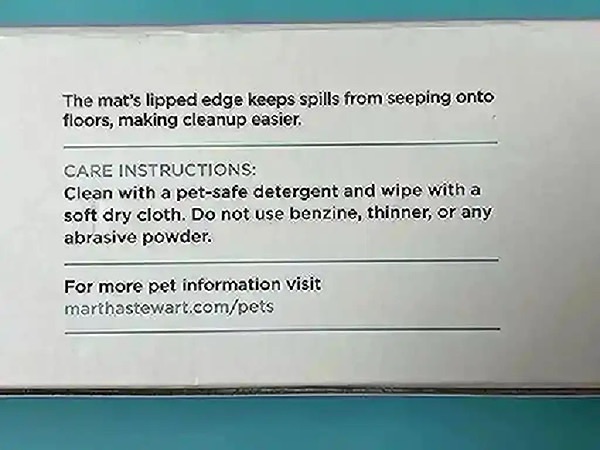 The mat's lipped edge keeps spills from seeping onto
floors, making cleanup easier.
CARE INSTRUCTIONS:
Clean with a pet-safe detergent and wipe with a
soft dry cloth. Do not use benzine, thinner, or any
abrasive powder.
For more pet information visit
marthastewart.com/pets